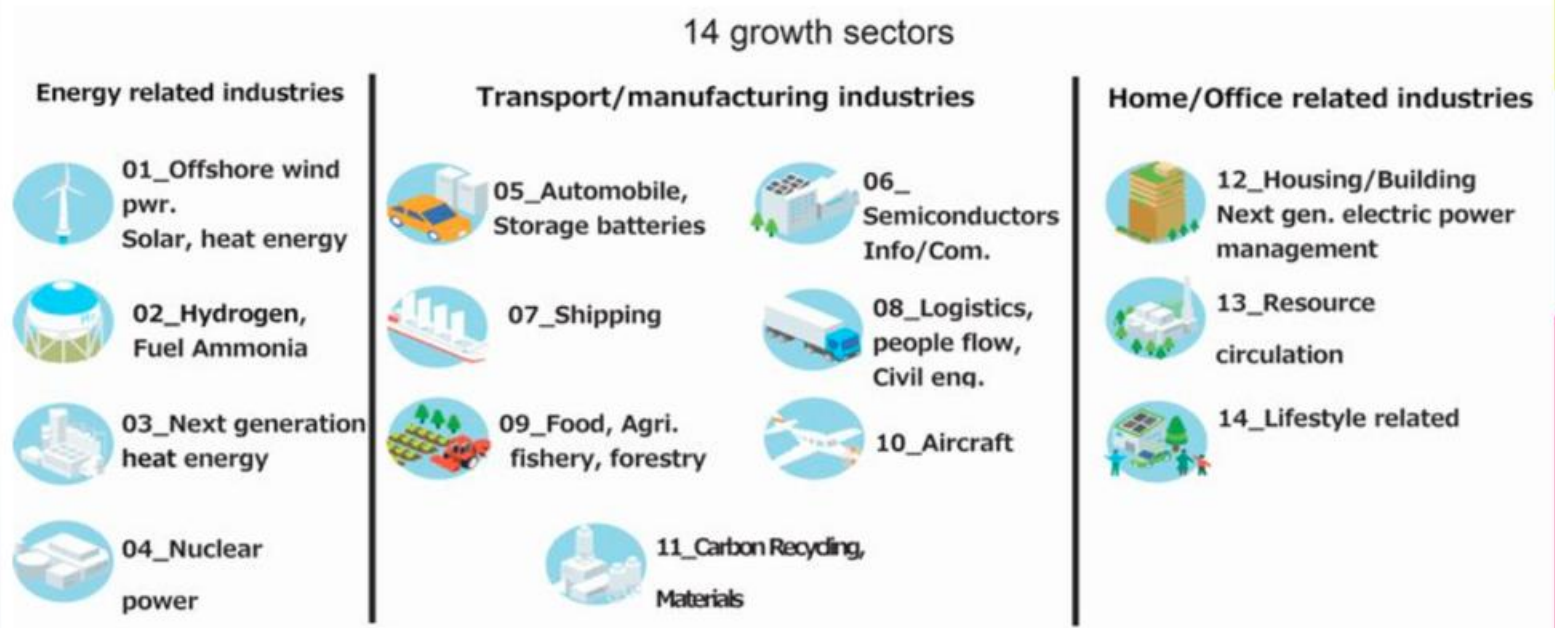 14 growth sectors
Energy related industries
01_Offshore wind
pwr.
Solar, heat energy
02_Hydrogen,
Fuel Ammonia
03_Next generation
heat energy
04_Nuclear
power
Transport/manufacturing industries
05_Automobile,
Storage batteries
06_
Semiconductors
Info/Com.
07_Shipping
08_Logistics,
people flow,
Civil eng.
09_Food, Agri.
fishery, forestry
10_Aircraft
11_Carbon Recycling,
Materials
Home/Office related industries
12_Housing/Building
Next gen. electric power
management
13_Resource
circulation
14_Lifestyle related